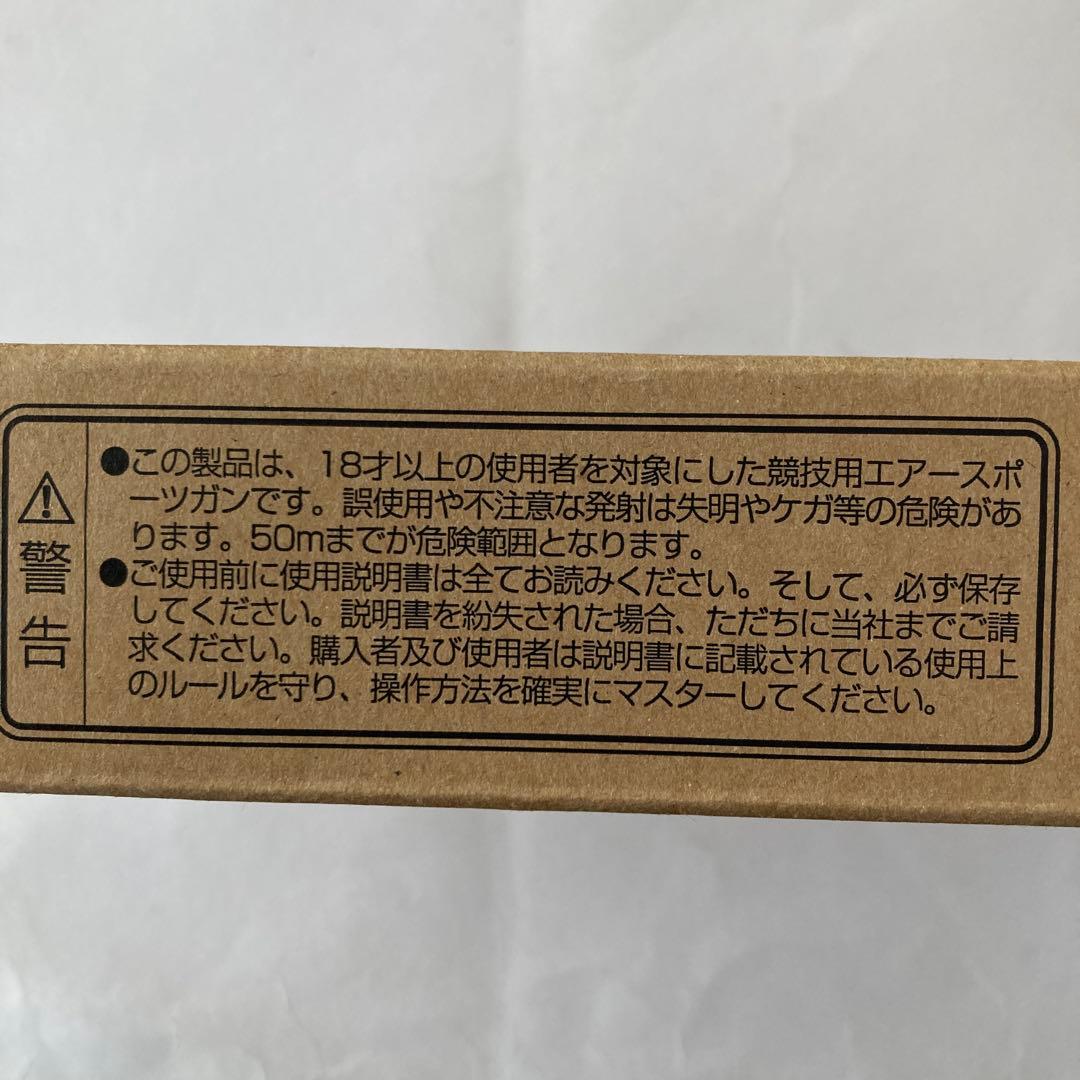 警告
●この製品は、18才以上の使用者を対象にした競技用エアースポ
ーツガンです。誤使用や不注意な発射は失明やケガ等の危険があ
ります。50mまでが危険範囲となります。
●ご使用前に使用説明書は全てお読みください。そして、必ず保存
してください。説明書を紛失された場合、ただちに当社までご請
求ください。購入者及び使用者は説明書に記載されている使用上
のルールを守り、操作方法を確実にマスターしてください。